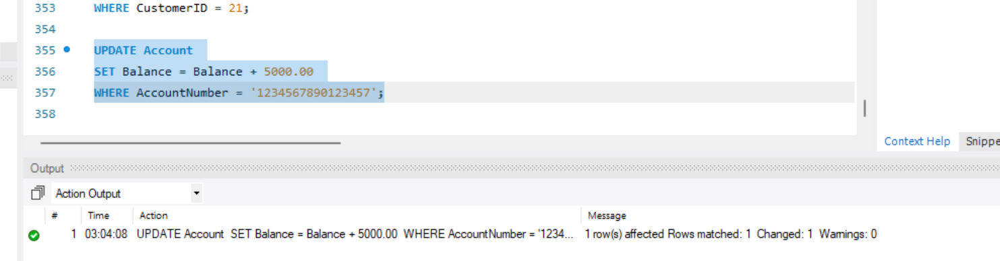 353 WHERE CustomerID = 21;
354
355 UPDATE Account
356 SET Balance = Balance + 5000.00
357 WHERE AccountNumber = '1234567890123457';
358
Context Help Snippe
Output
Action Output
# Time Action Message
1 03:04:08 UPDATE Account SET Balance = Balance + 5000.00 WHERE AccountNumber = '1234... 1 row(s) affected Rows matched: 1 Changed: 1 Warnings: 0